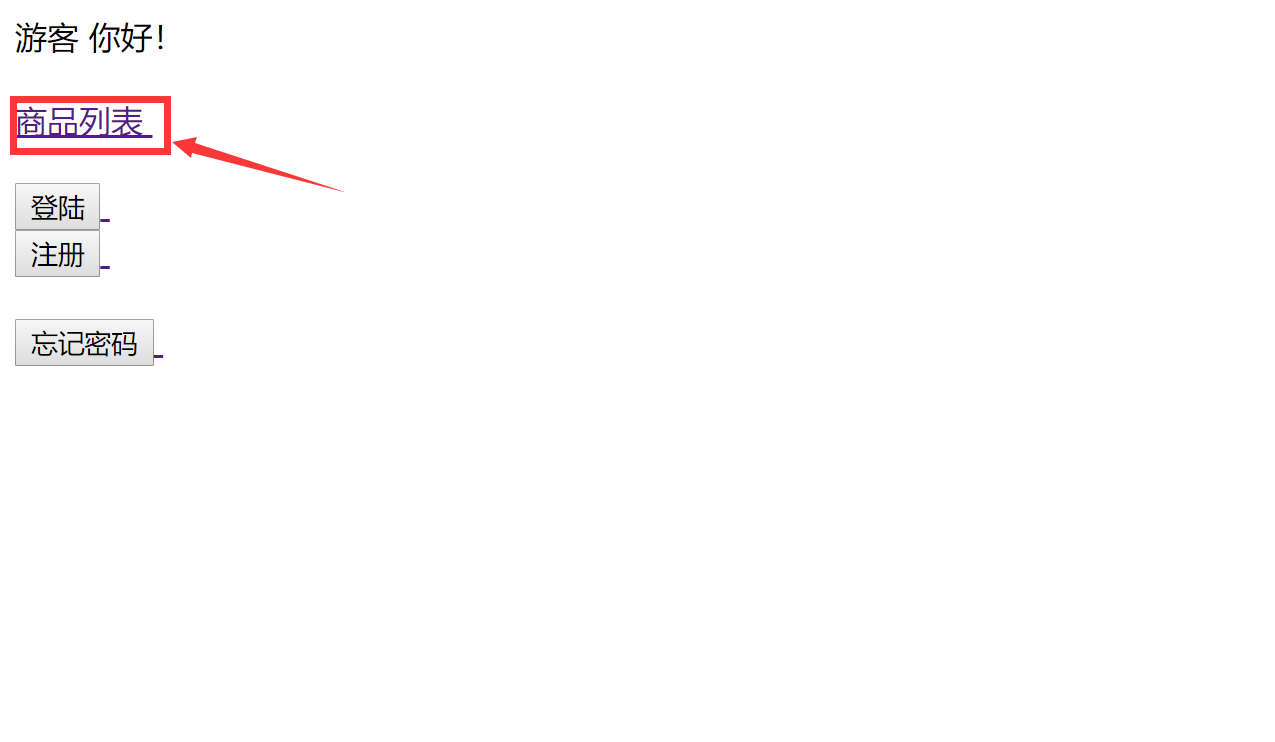 游客 你好！
商品列表
登陆
注册
忘记密码